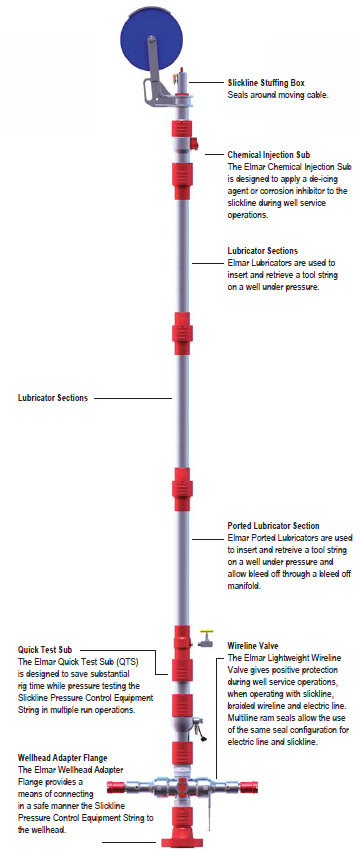 Slickline Stuffing Box
Seals around moving cable.
Chemical Injection Sub
The Elmar Chemical Injection Sub
is designed to apply a de-icing
agent or corrosion inhibitor to the
slickline during well service
operations.
Lubricator Sections
Elmar Lubricators are used to
insert and retrieve a tool string
on a well under pressure.
Lubricator Sections
Ported Lubricator Section
Elmar Ported Lubricators are used
to insert and retreive a tool string
on a well under pressure and
allow bleed off through a bleed off
manifold.
Quick Test Sub
The Elmar Quick Test Sub (QTS)
is designed to save substantial
rig time while pressure testing the
Slickline Pressure Control Equipment
String in multiple run operations.
Wireline Valve
The Elmar Lightweight Wireline
Valve gives positive protection
during well service operations,
when operating with slickline,
braided wireline and electric line.
Multiline ram seals allow the use
of the same seal configuration for
electric line and slickline.
Wellhead Adapter Flange
The Elmar Wellhead Adapter
Flange provides a
means of connecting
in a safe manner the Slickline
Pressure Control Equipment String to
the wellhead.